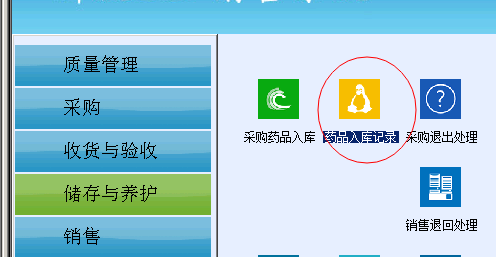 质量管理
采购
收货与验收
储存与养护
销售
采购药品入库
药品入库记录
采购退出处理
销售退回处理